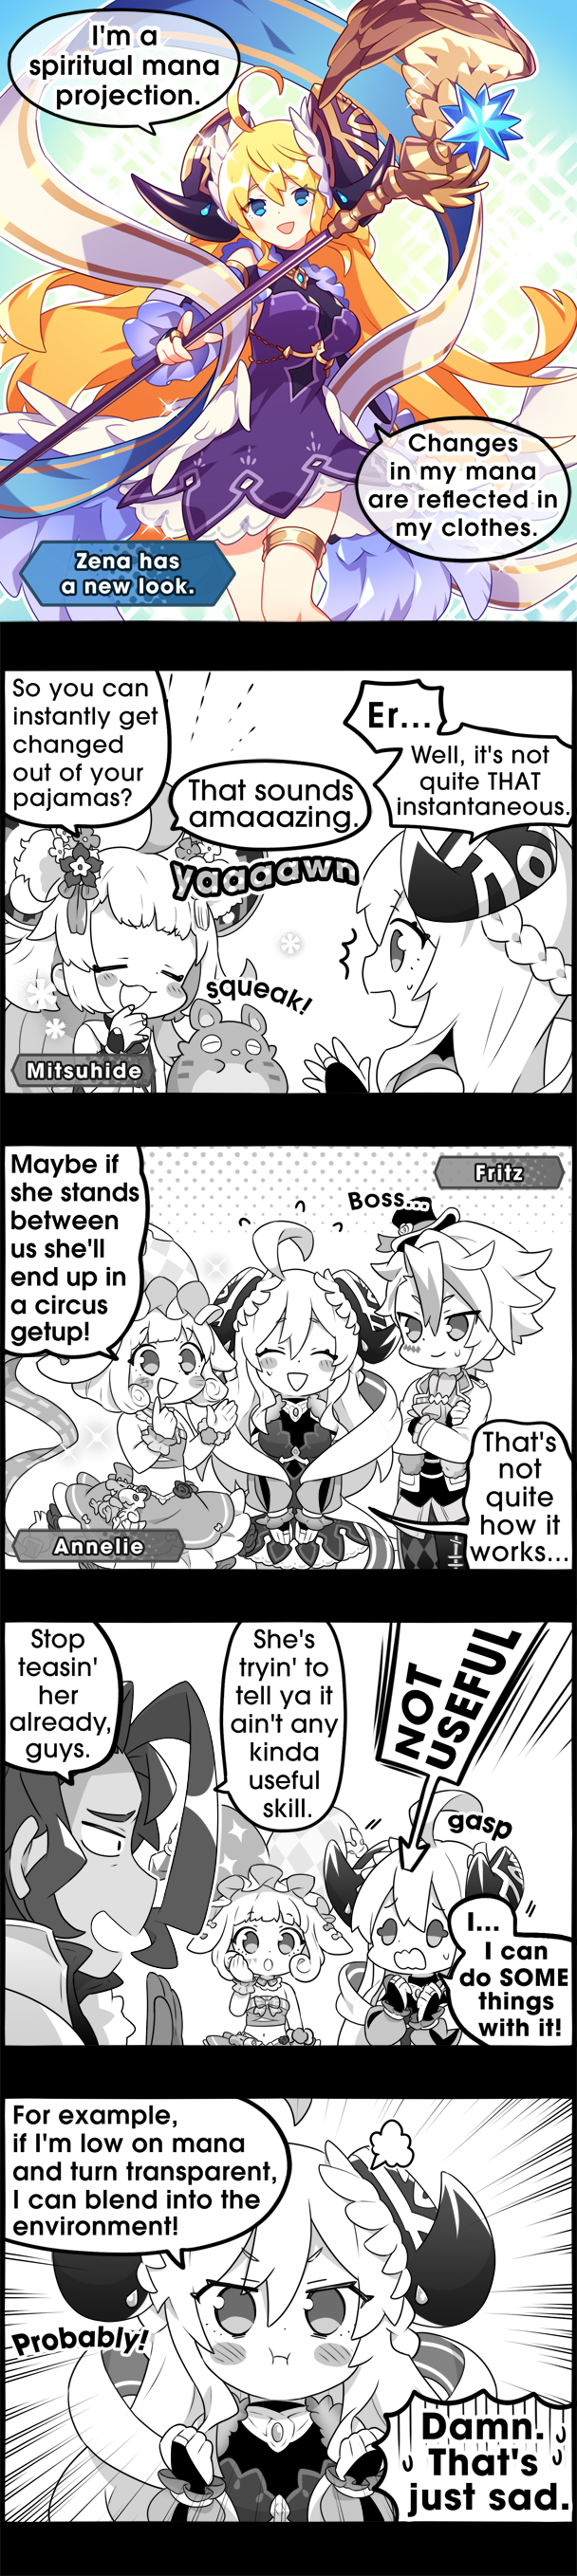 I'm a
spiritual mana
projection.
Changes
in my mana
are reflected in
my clothes.
Zena has
a new look.
So you can
instantly get
changed
out of your
pajamas?
That sounds
amaaazing.
Er...
Well, it's not
quite THAT
instantaneous.
yaaaawn
squeak!
Mitsuhide
Maybe if
she stands
between
us she'll
end up in
a circus
getup!
Fritz
Boss...
That's
not
quite
how it
works...
Annelie
Stop
teasin'
her
already,
guys.
She's
tryin' to
tell ya it
ain't any
kinda
useful
skill.
NOT
USEFUL
gasp
I...
I can
do SOME
things
with it!
For example,
if I'm low on mana
and turn transparent,
I can blend into the
environment!
Probably!
Damn.
That's
just sad.